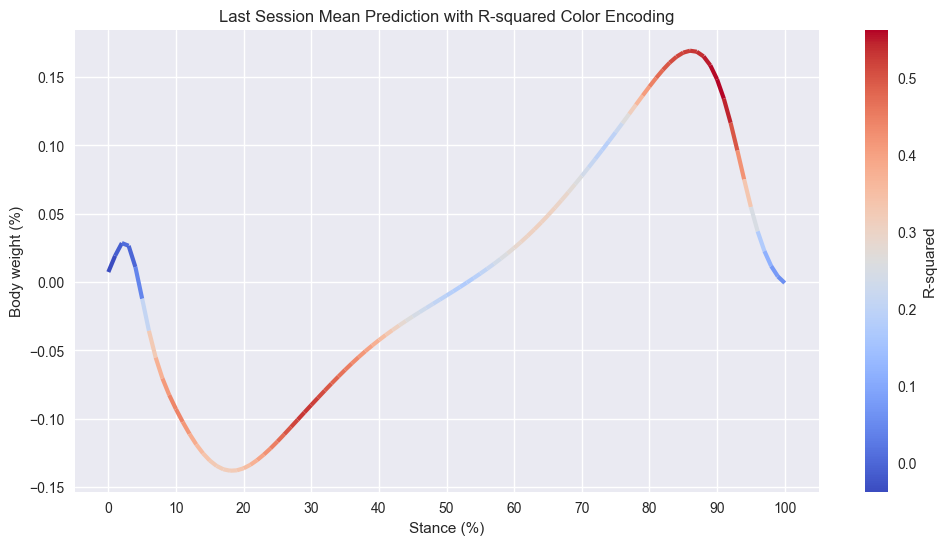 Last Session Mean Prediction with R-squared Color Encoding
Body weight (%)
0.15
0.10
0.05
0.00
−0.05
−0.10
−0.15
0 10 20 30 40 50 60 70 80 90 100
Stance (%)
0.5
0.4
0.3
0.2
0.1
0.0
R-squared